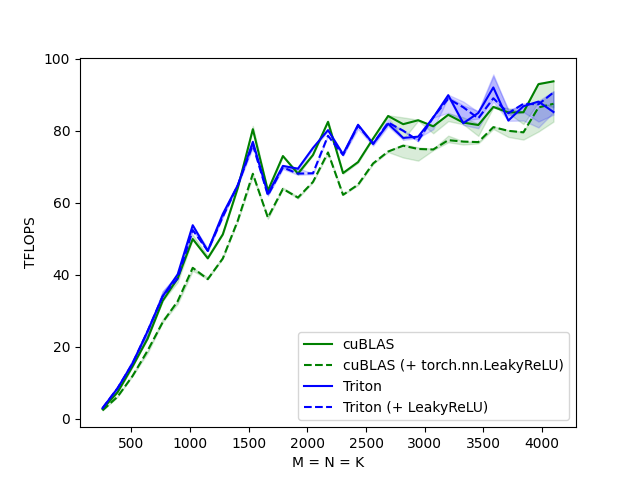 100
80
60
40
20
0
TFLOPS
500 1000 1500 2000 2500 3000 3500 4000
M = N = K
cuBLAS
cuBLAS (+ torch.nn.LeakyReLU)
Triton
Triton (+ LeakyReLU)